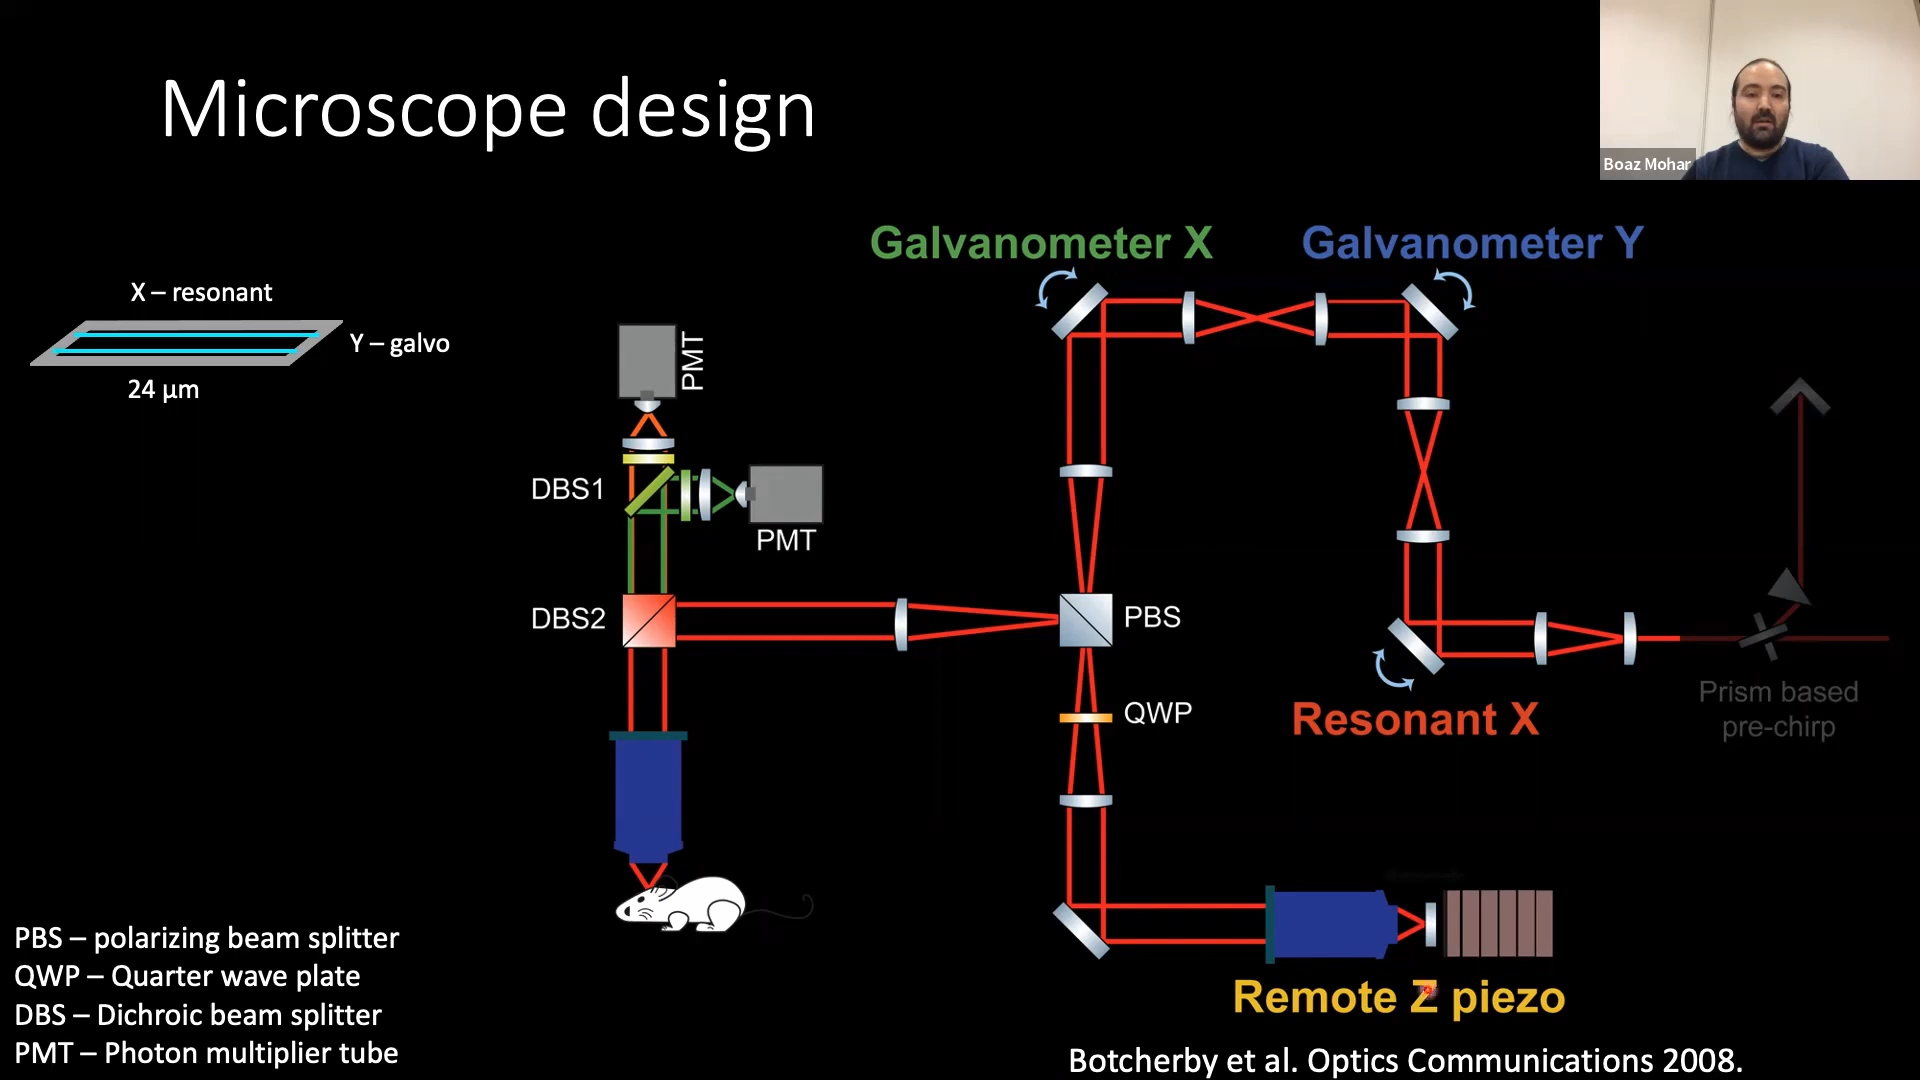 Microscope design
Boaz Mohar
Galvanometer X
Galvanometer Y
X – resonant
Y – galvo
24 µm
PMT
DBS1
PMT
DBS2
PBS
QWP
Resonant X
Prism based
pre-chirp
Remote Z piezo
PBS – polarizing beam splitter
QWP – Quarter wave plate
DBS – Dichroic beam splitter
PMT – Photon multiplier tube
Botcherby et al. Optics Communications 2008.